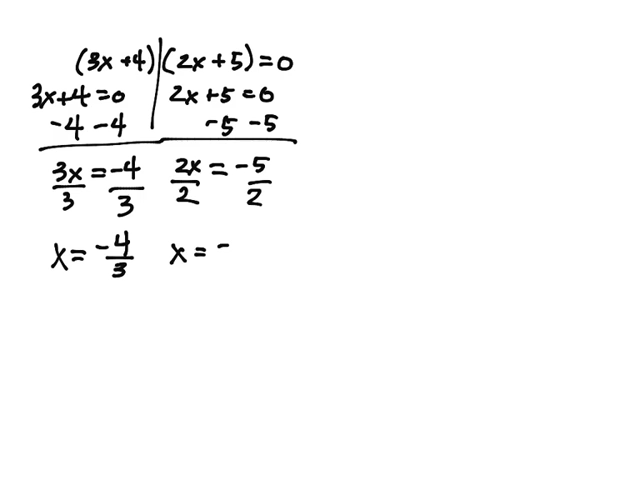 (3x+4)(2x+5)=0
3x+4=0 2x+5=0
-4 -4 -5 -5
3x/3 = -4/3 2x/2 = -5/2
x = -4/3 x = -